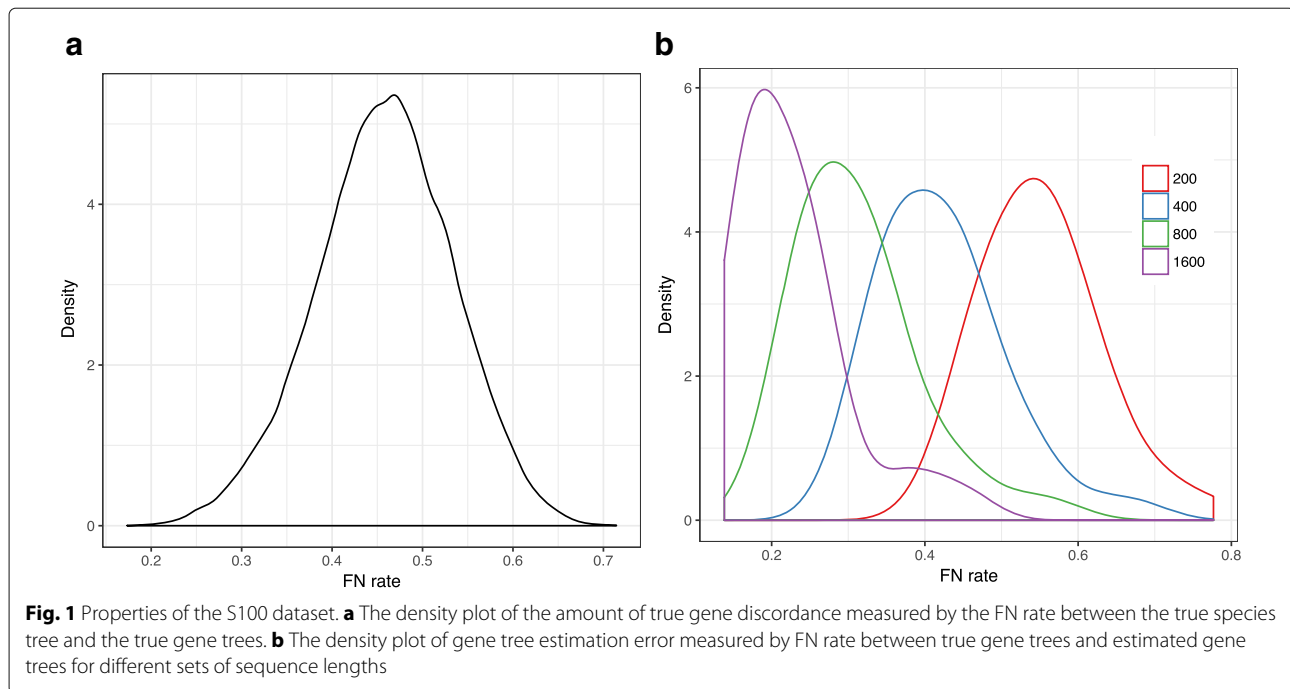 a
Density
4
2
0
0.2 0.3 0.4 0.5 0.6 0.7
FN rate
b
Density
6
4
2
0
200
400
800
1600
0.2 0.4 0.6 0.8
FN rate
Fig. 1 Properties of the S100 dataset. a The density plot of the amount of true gene discordance measured by the FN rate between the true species
tree and the true gene trees. b The density plot of gene tree estimation error measured by FN rate between true gene trees and estimated gene
trees for different sets of sequence lengths